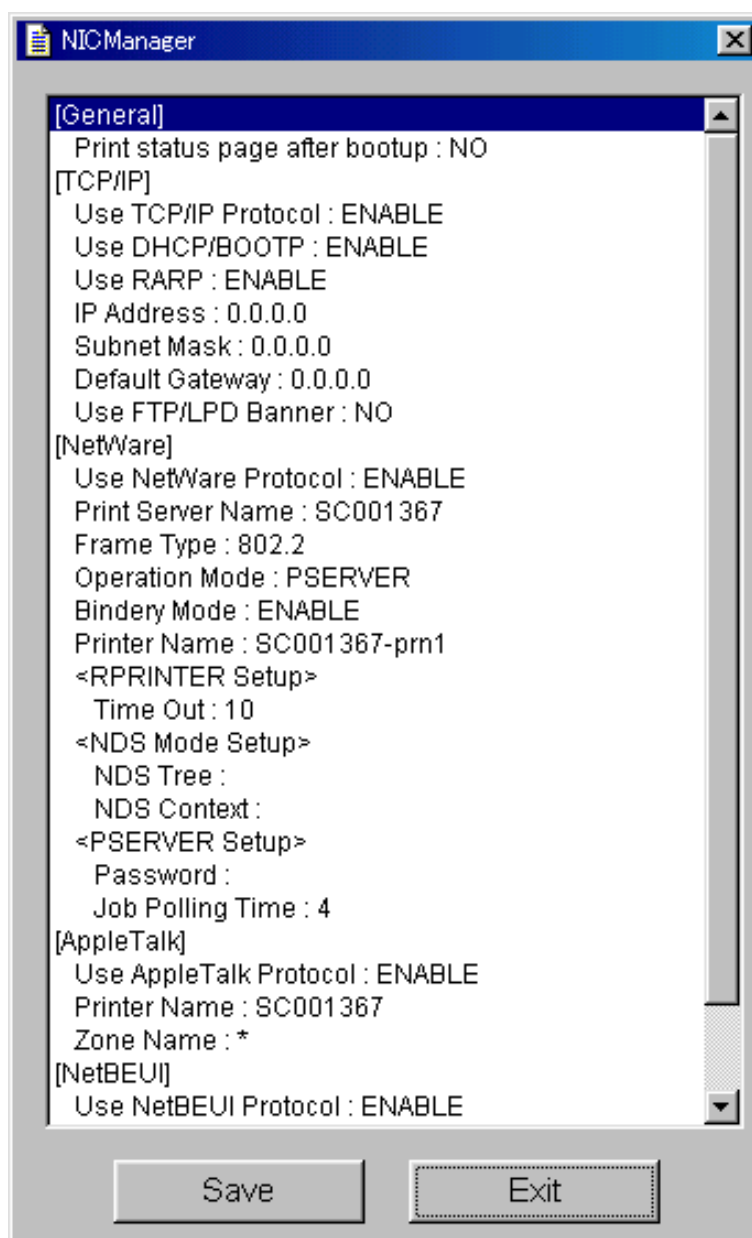 NICManager
[General]
Print status page after bootup : NO
[TCP/IP]
Use TCP/IP Protocol : ENABLE
Use DHCP/BOOTP : ENABLE
Use RARP : ENABLE
IP Address : 0.0.0.0
Subnet Mask : 0.0.0.0
Default Gateway : 0.0.0.0
Use FTP/LPD Banner : NO
[NetWare]
Use NetWare Protocol : ENABLE
Print Server Name : SC001367
Frame Type : 802.2
Operation Mode : PSERVER
Bindery Mode : ENABLE
Printer Name : SC001367-prn1
<RPRINTER Setup>
Time Out : 10
<NDS Mode Setup>
NDS Tree :
NDS Context :
<PSERVER Setup>
Password :
Job Polling Time : 4
[AppleTalk]
Use AppleTalk Protocol : ENABLE
Printer Name : SC001367
Zone Name : *
[NetBEUI]
Use NetBEUI Protocol : ENABLE
Save Exit